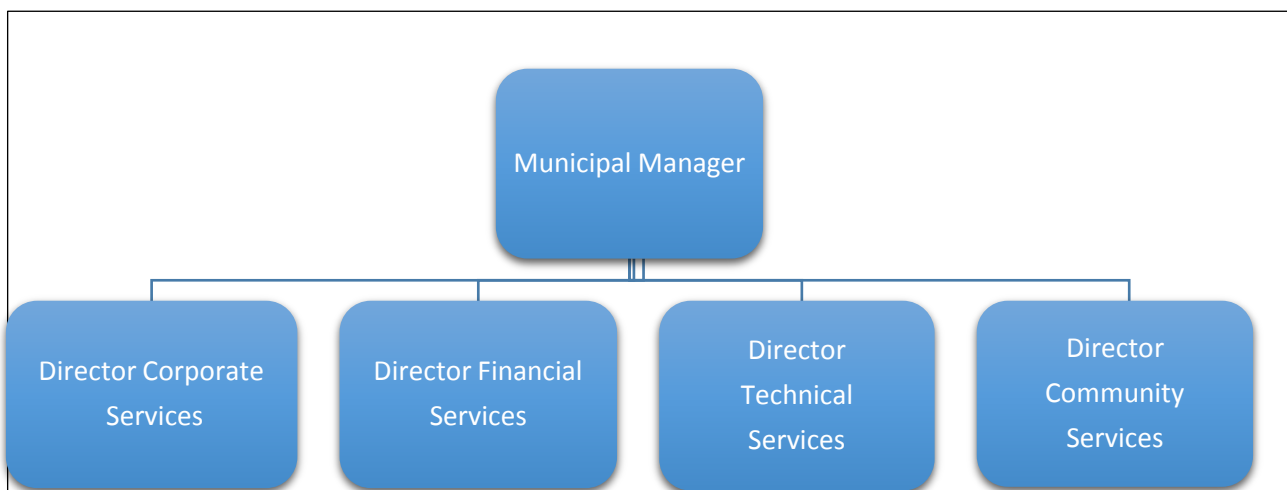 Municipal Manager
Director Corporate
Services
Director Financial
Services
Director
Technical
Services
Director
Community
Services